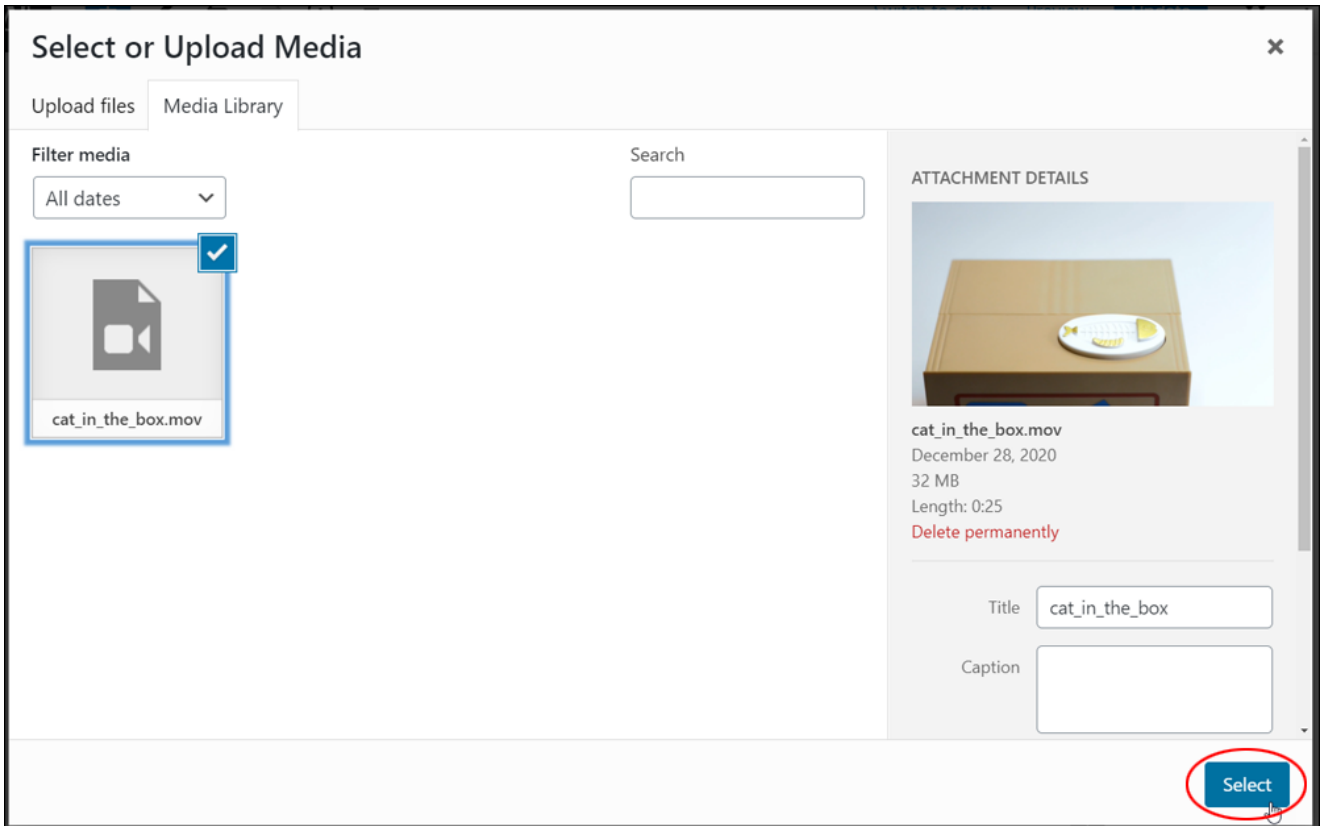 Select or Upload Media
Upload files
Media Library
Filter media
All dates
Search
cat_in_the_box.mov
ATTACHMENT DETAILS
cat_in_the_box.mov
December 28, 2020
32 MB
Length: 0:25
Delete permanently
Title
cat_in_the_box
Caption
Select